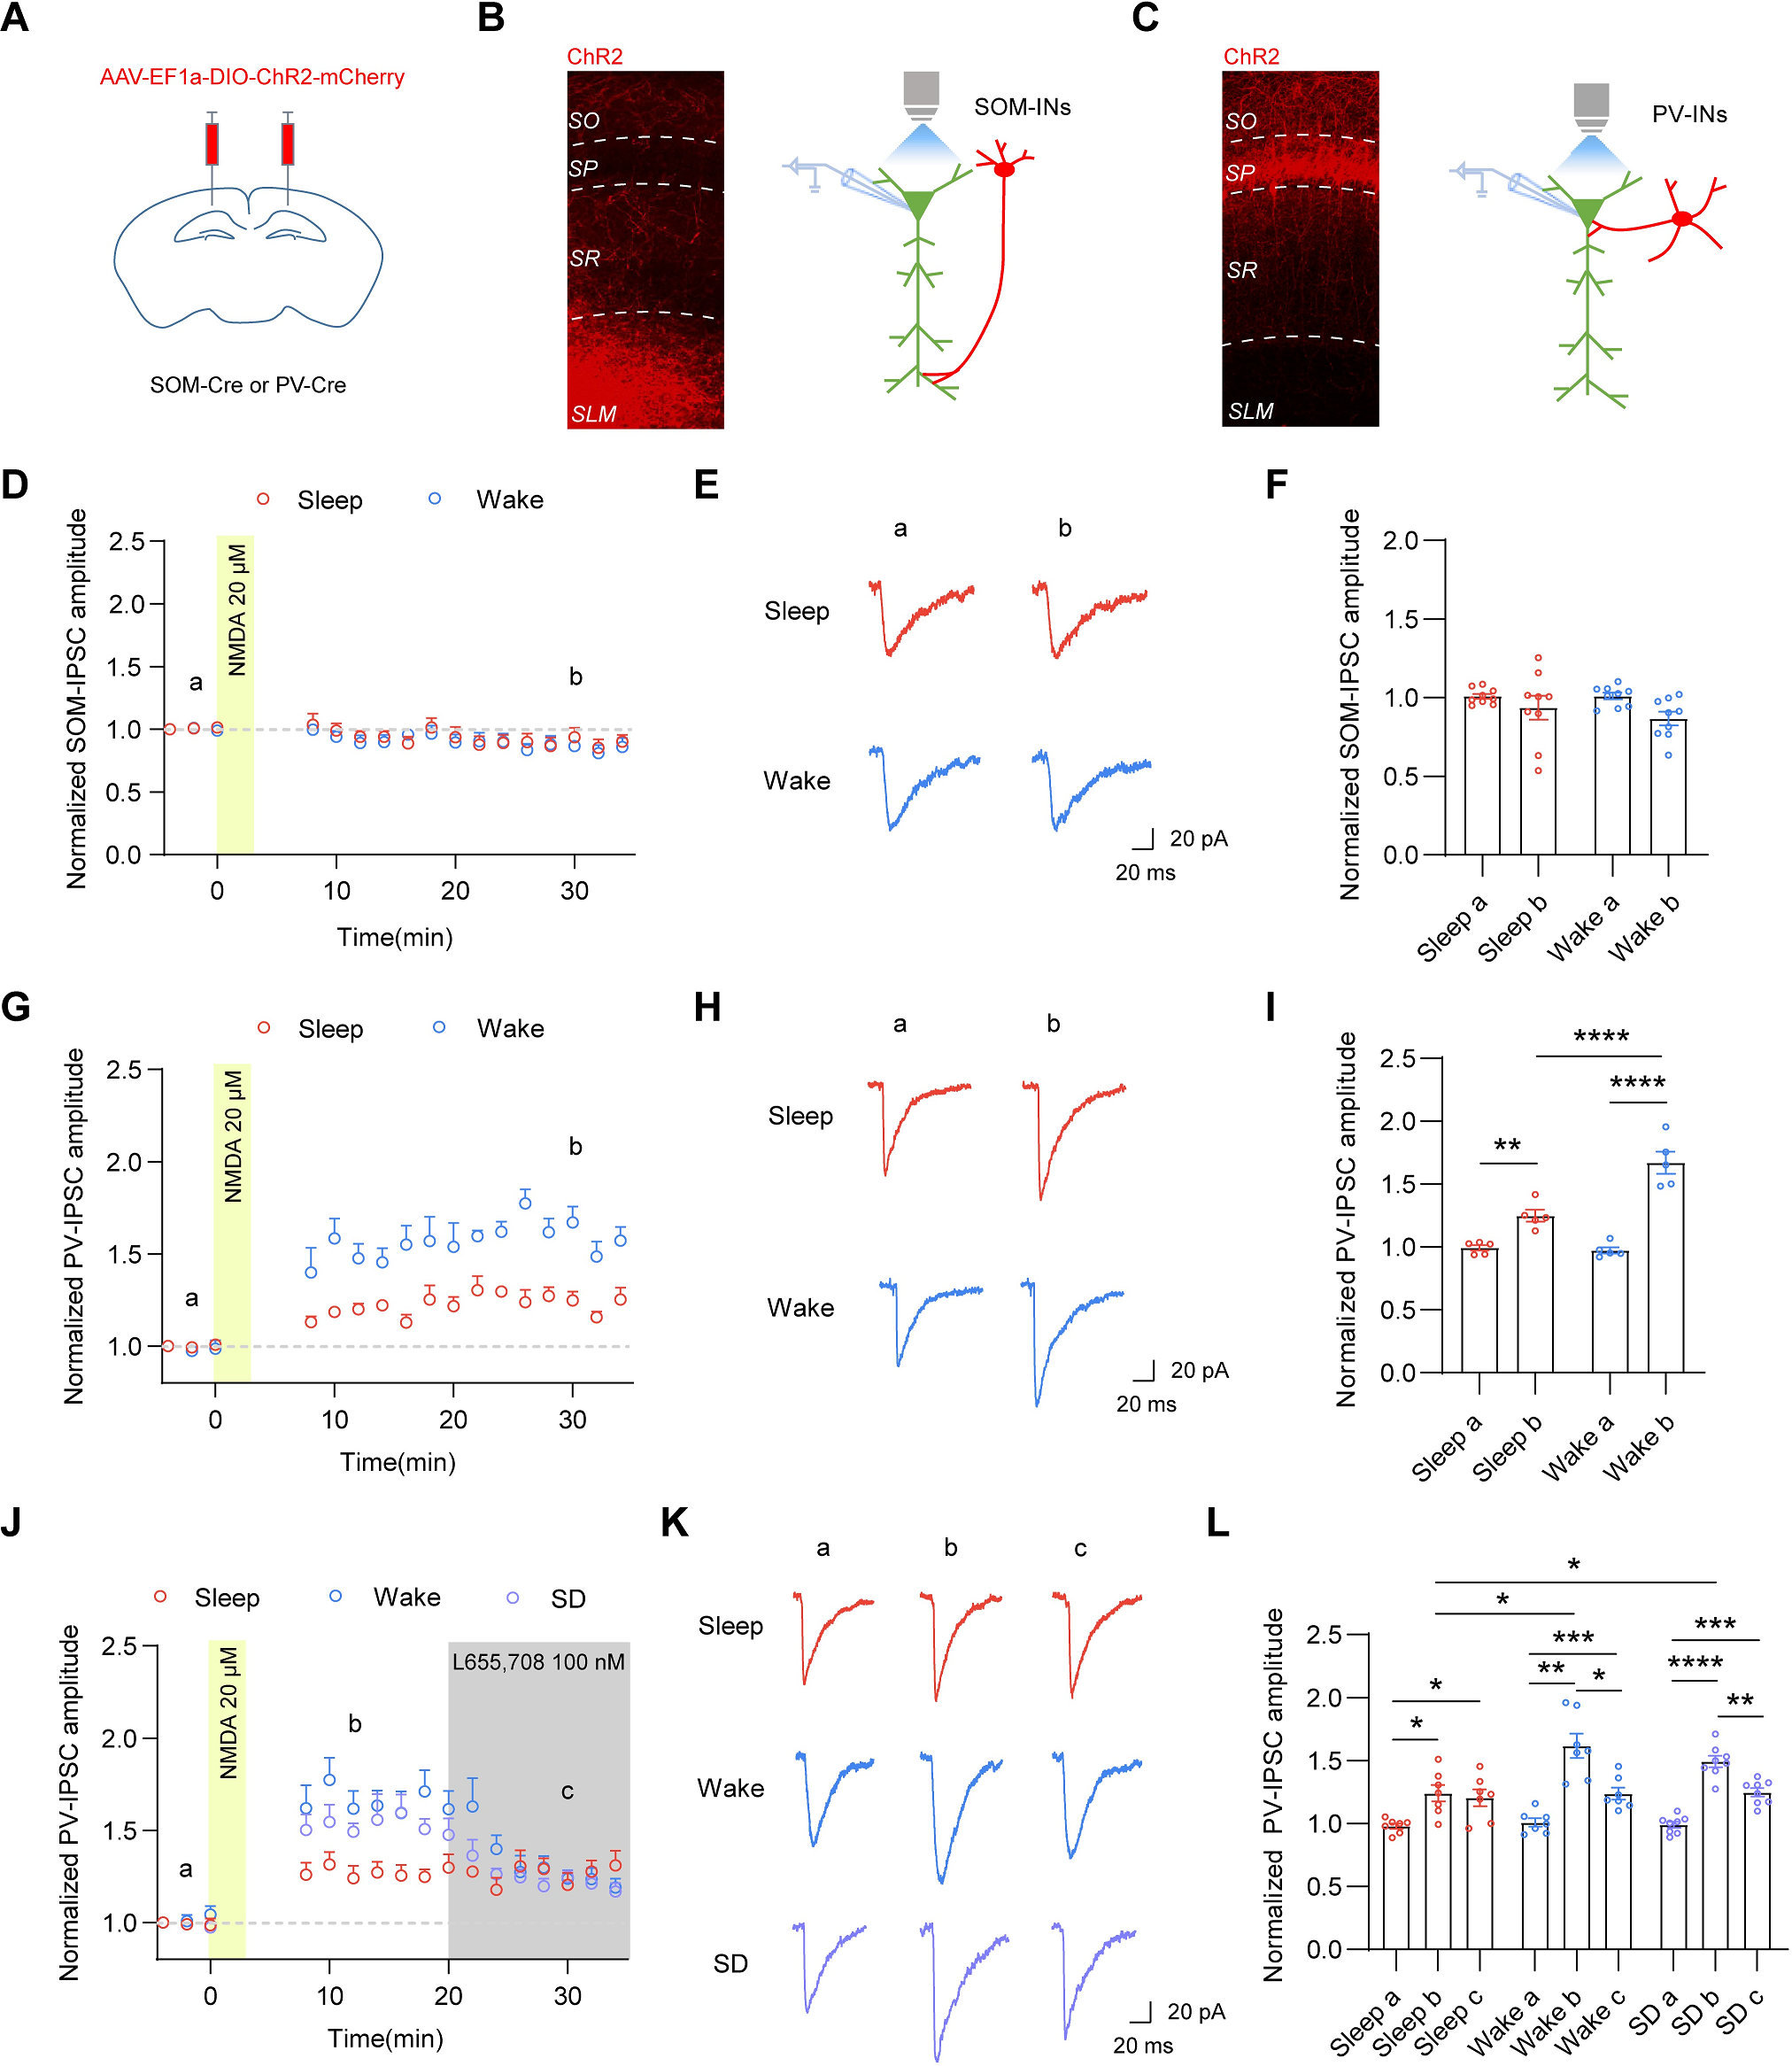 A
B
C
AAV-EF1a-DIO-ChR2-mCherry
SOM-Cre or PV-Cre
ChR2
SO
SP
SR
SLM
SOM-INs
ChR2
SO
SP
SR
SLM
PV-INs
D
Sleep
Wake
Normalized SOM-IPSC amplitude
2.5
2.0
1.5
1.0
0.5
0.0
NMDA 20 μM
a
b
0
10
20
30
Time(min)
E
a
b
Sleep
Wake
20 pA
20 ms
F
Normalized SOM-IPSC amplitude
2.0
1.5
1.0
0.5
0.0
Sleep a
Sleep b
Wake a
Wake b
G
Sleep
Wake
Normalized PV-IPSC amplitude
2.5
2.0
1.5
1.0
NMDA 20 μM
a
b
0
10
20
30
Time(min)
H
a
b
Sleep
Wake
20 pA
20 ms
I
Normalized PV-IPSC amplitude
2.5
2.0
1.5
1.0
0.5
0.0
****
****
**
Sleep a
Sleep b
Wake a
Wake b
J
Sleep
Wake
SD
Normalized PV-IPSC amplitude
2.5
2.0
1.5
1.0
NMDA 20 μM
L655,708 100 nM
a
b
c
0
10
20
30
Time(min)
K
a
b
c
Sleep
Wake
SD
20 pA
20 ms
L
Normalized PV-IPSC amplitude
2.5
2.0
1.5
1.0
0.5
0.0
*
*
***
***
**
*
****
**
*
*
Sleep a
Sleep b
Sleep c
Wake a
Wake b
Wake c
SD a
SD b
SD c